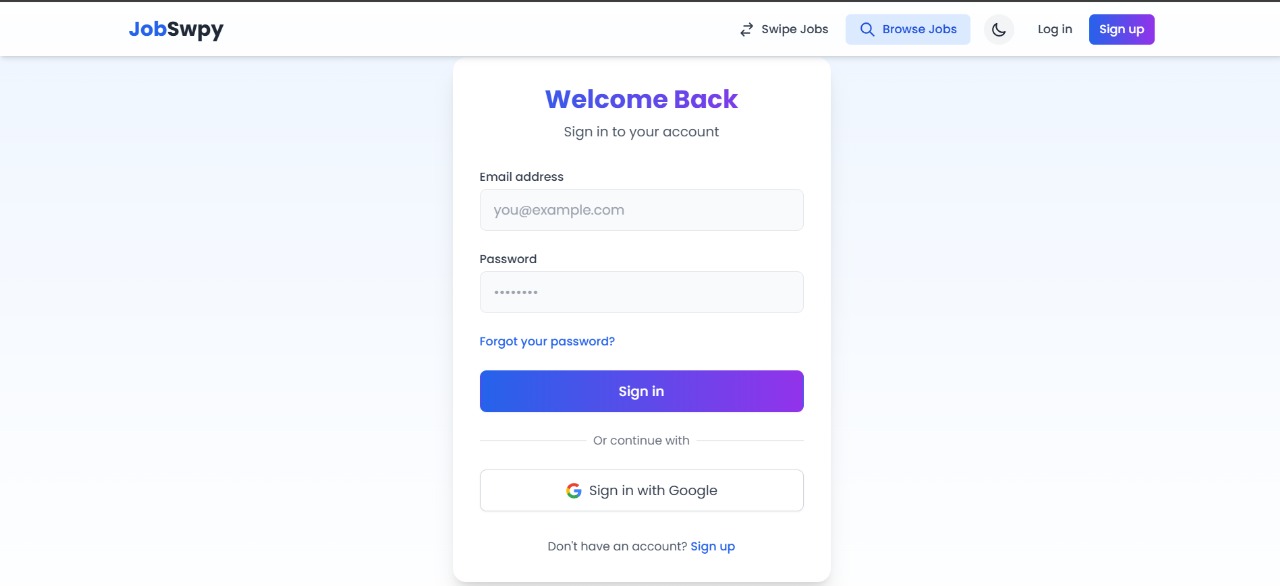 JobSwpy
Swipe Jobs
Browse Jobs
Log in
Sign up
Welcome Back
Sign in to your account
Email address
you@example.com
Password
••••••••
Forgot your password?
Sign in
Or continue with
Sign in with Google
Don't have an account? Sign up